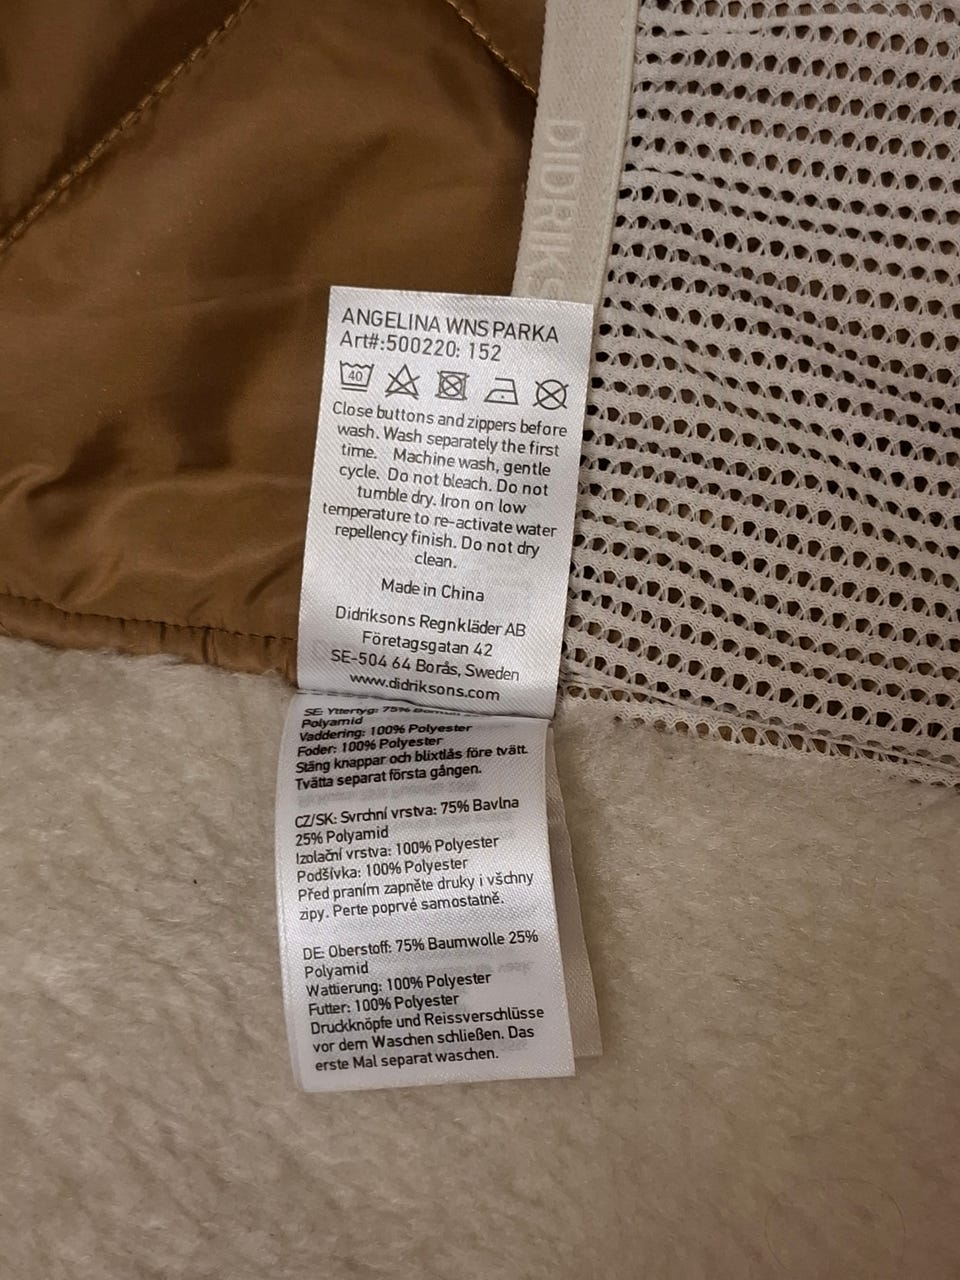 DIDRIKS
ANGELINA WNS PARKA
Art#:500220: 152
40
Close buttons and zippers before
wash. Wash separately the first
time. Machine wash, gentle
cycle. Do not bleach. Do not
tumble dry. Iron on low
temperature to re-activate water
repellency finish. Do not dry
clean.
Made in China
Didriksons Regnkläder AB
Företagsgatan 42
SE-504 64 Borås, Sweden
www.didriksons.com
SE: Yttertyg: 75%
Polyamid
Vaddering: 100% Polyester
Foder: 100% Polyester
Stäng knappar och blixtlås före tvätt.
Tvätta separat första gången.
CZ/SK: Svrchní vrstva: 75% Bavlna
25% Polyamid
Izolační vrstva: 100% Polyester
Podšívka: 100% Polyester
Před praním zapněte druky i všchny
zipy. Perte poprvé samostatně.
DE: Oberstoff: 75% Baumwolle 25%
Polyamid
Wattierung: 100% Polyester
Futter: 100% Polyester
Druckknöpfe und Reissverschlüsse
vor dem Waschen schließen. Das
erste Mal separat waschen.